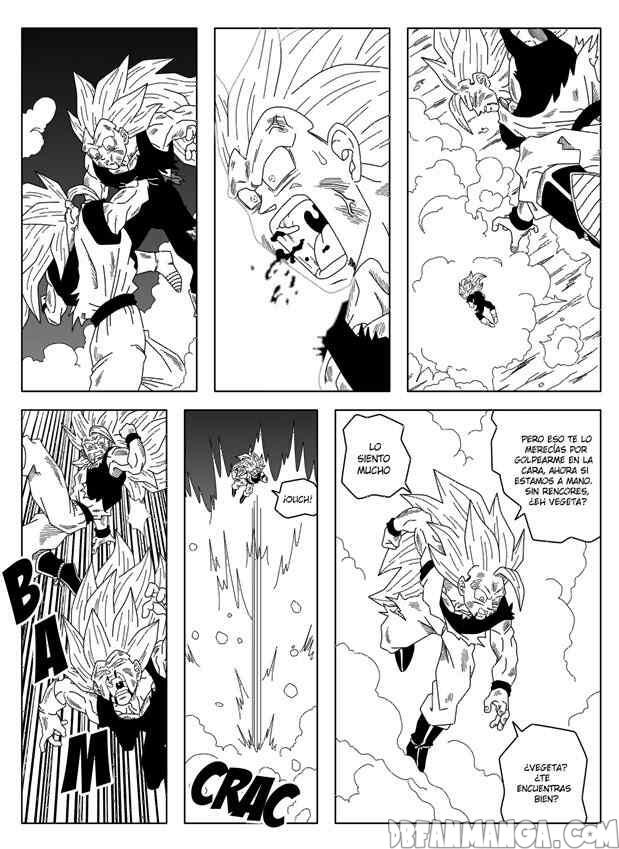 BAM
¡OUCH!
CRAC
LO
SIENTO
MUCHO
PERO ESO TE LO
MERECÍAS POR
GOLPEARME EN LA
CARA, AHORA SI
ESTAMOS A MANO.
SIN RENCORES,
¿EH VEGETA?
¿VEGETA?
¿TE
ENCUENTRAS
BIEN?
DBFANMANGA.COM